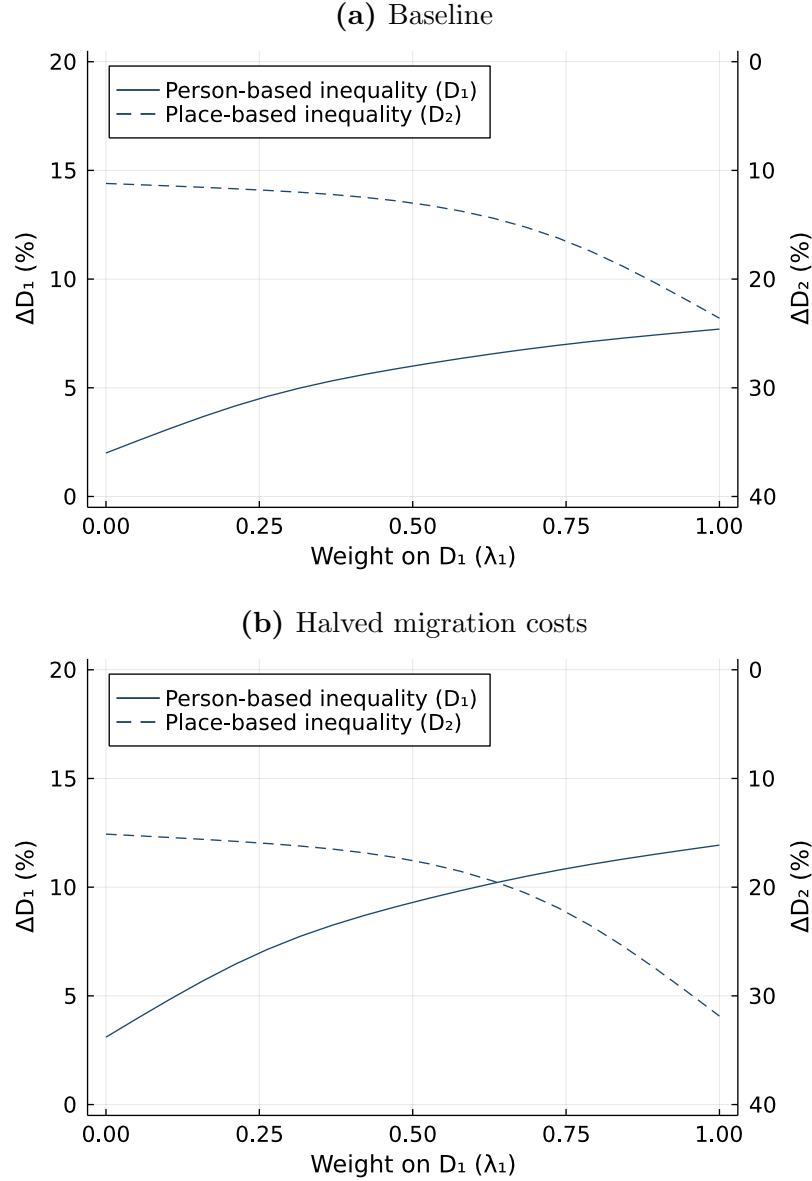 (a) Baseline
Person-based inequality (D₁)
Place-based inequality (D₂)
20
15
10
5
0
ΔD₁ (%)
0
10
20
30
40
ΔD₂ (%)
0.00 0.25 0.50 0.75 1.00
Weight on D₁ (λ₁)
(b) Halved migration costs
Person-based inequality (D₁)
Place-based inequality (D₂)
20
15
10
5
0
ΔD₁ (%)
0
10
20
30
40
ΔD₂ (%)
0.00 0.25 0.50 0.75 1.00
Weight on D₁ (λ₁)